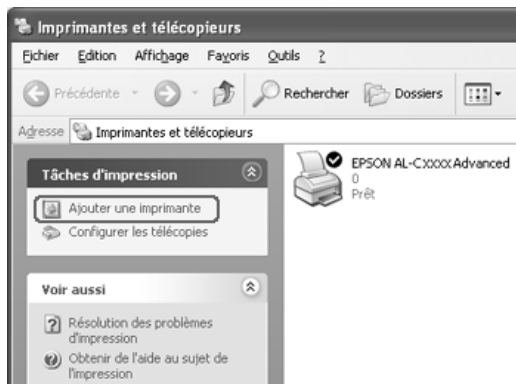 Imprimantes et télécopieurs
Fichier Edition Affichage Favoris Outils ?
Précédente Rechercher Dossiers
Adresse Imprimantes et télécopieurs
Tâches d'impression
Ajouter une imprimante
Configurer les télécopies
Voir aussi
Résolution des problèmes
d'impression
Obtenir de l'aide au sujet de
l'impression
EPSON AL-CXXXX Advanced
0
Prêt